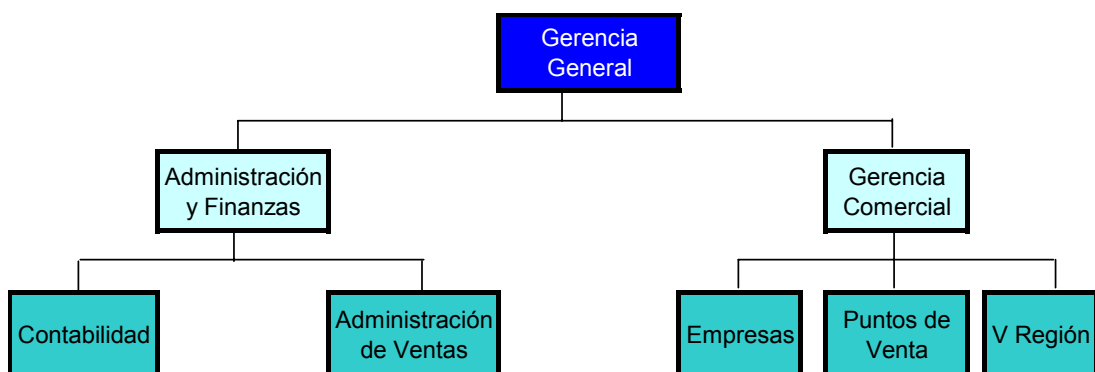 Gerencia
General
Administración
y Finanzas
Gerencia
Comercial
Contabilidad
Administración
de Ventas
Empresas
Puntos de
Venta
V Región